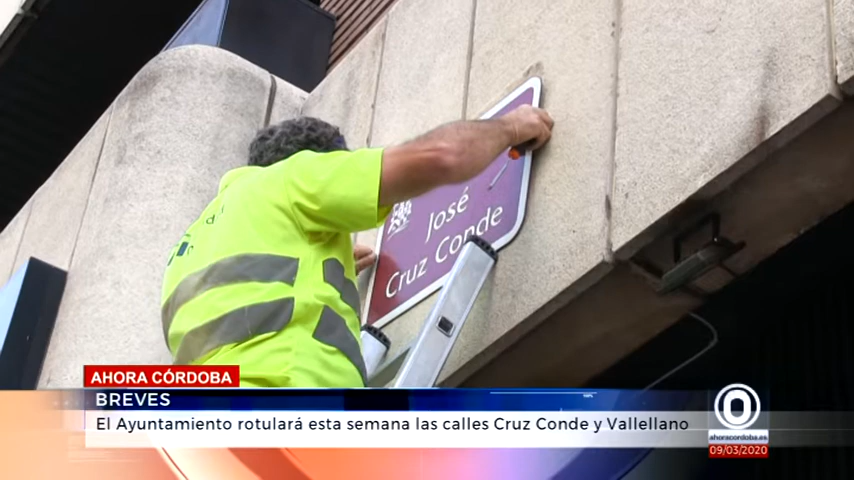 José
Cruz Conde
AHORA CÓRDOBA
BREVES
El Ayuntamiento rotulará esta semana las calles Cruz Conde y Vallellano
ahoracordoba.es
09/03/2020